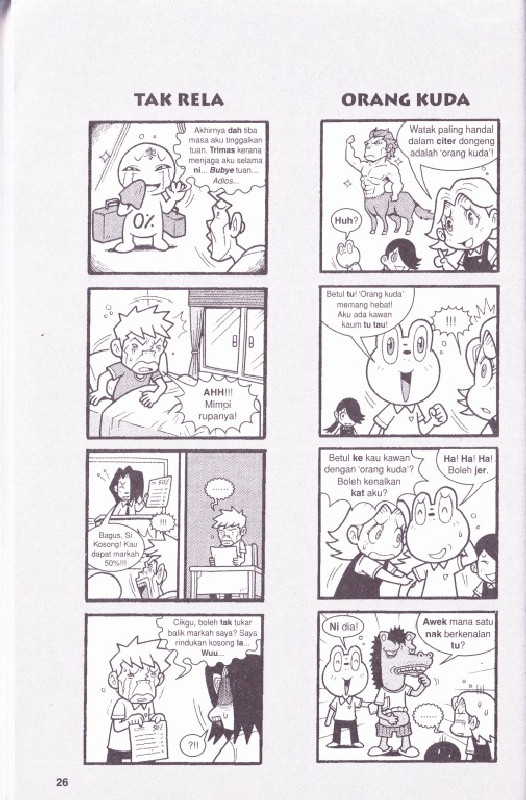 TAK RELA
Akhirnya dah tiba
masa aku tinggalkan
tuan. Trimas kerana
menjaga aku selama
ni... Bubye tuan...
Adios...
0%
AHH!!!
Mimpi
rupanya!
50%
!!!
Bagus, Si
Kosong! Kau
dapat markah
50%!!!!
........
Cikgu, boleh tak tukar
balik markah saya? Saya
rindukan kosong la...
Wuu...
50%
?!!
ORANG KUDA
Watak paling handal
dalam citer dongeng
adalah ‘orang kuda’!
Huh?
Betul tu! ‘Orang kuda’
memang hebat!
Aku ada kawan
kaum tu tau!
!!!
Betul ke kau kawan
dengan ‘orang kuda’?
Boleh kenalkan
kat aku?
Ha! Ha! Ha!
Boleh jer.
Ni dia!
Awek mana satu
nak berkenalan
tu?
........
!!
26